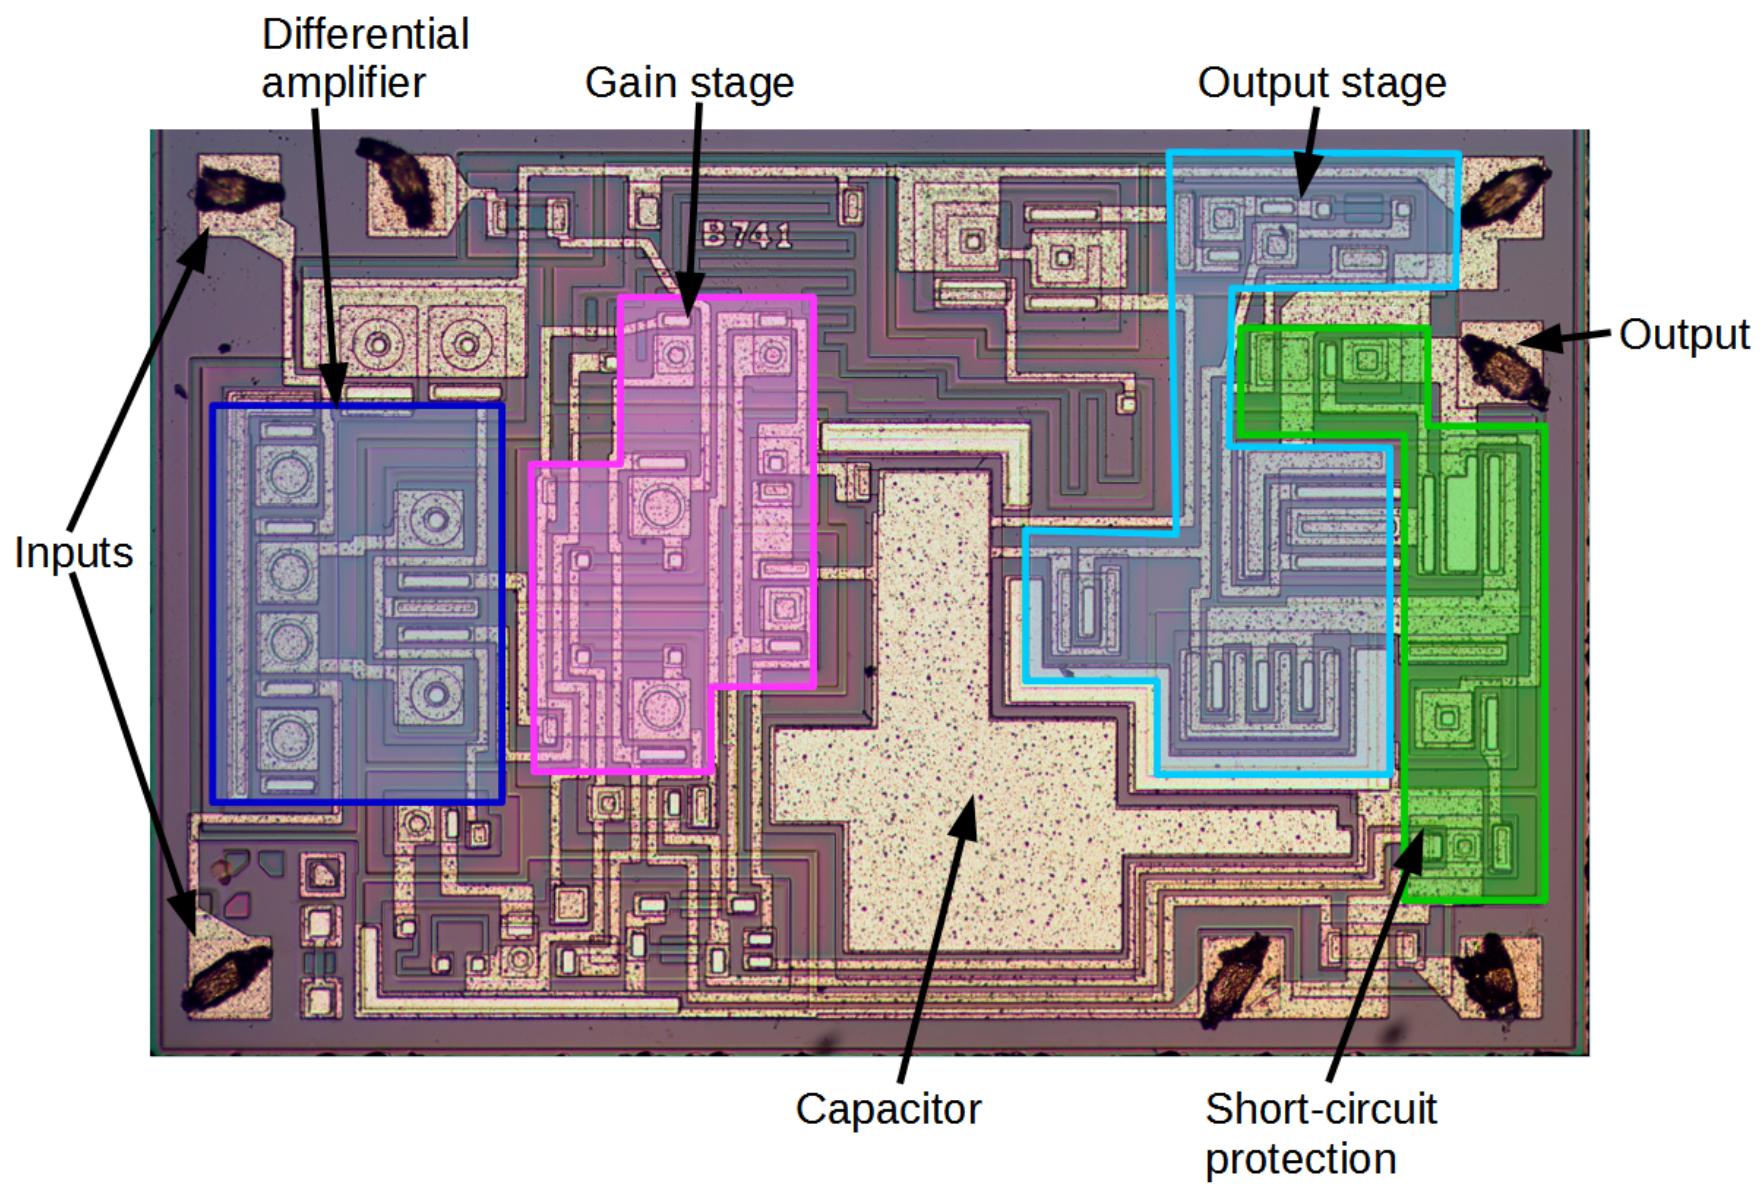 Differential
amplifier
Gain stage
Output stage
B741
Output
Inputs
Capacitor
Short-circuit
protection